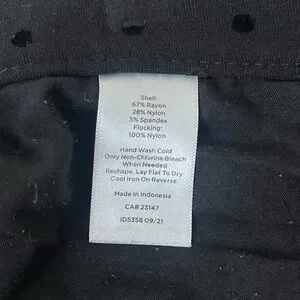 Shell:
67% Rayon
28% Nylon
5% Spandex
Flocking:
100% Nylon
Hand Wash Cold
Only Non-Chlorine Bleach
When Needed
Reshape, Lay Flat To Dry
Cool Iron On Reverse
Made In Indonesia
CA# 23147
ID5358 09/21